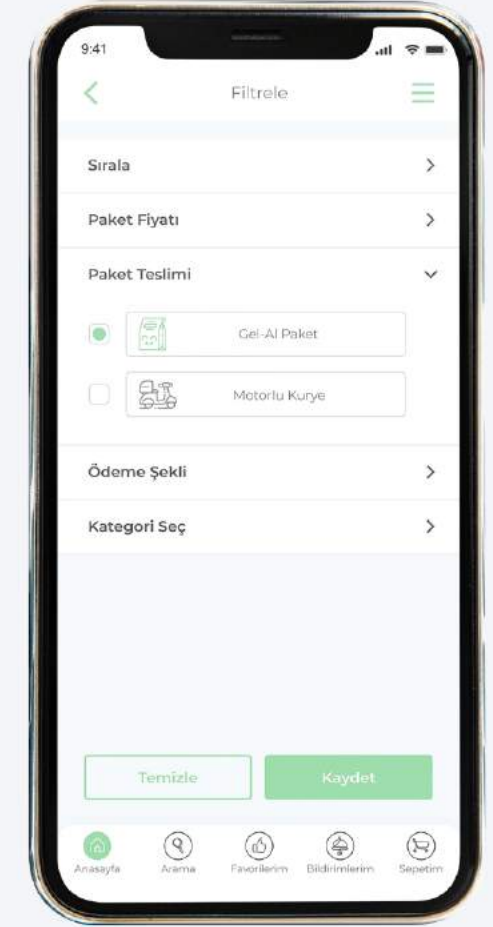 9:41
Filtrele
Sırala
Paket Fiyatı
Paket Teslimi
Gel-Al Paket
Motorlu Kurye
Ödeme Şekli
Kategori Seç
Temizle
Kaydet
Anasayfa
Arama
Favorilerim
Bildirimlerim
Sepetim